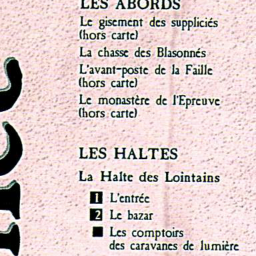 LES ABORDS
Le gisement des suppliciés
(hors carte)
La chasse des Blasonnés
L'avant-poste de la Faille
(hors carte)
Le monastère de l'Epreuve
(hors carte)
LES HALTES
La Halte des Lointains
1 L'entrée
2 Le bazar
Les comptoirs
des caravanes de lumière